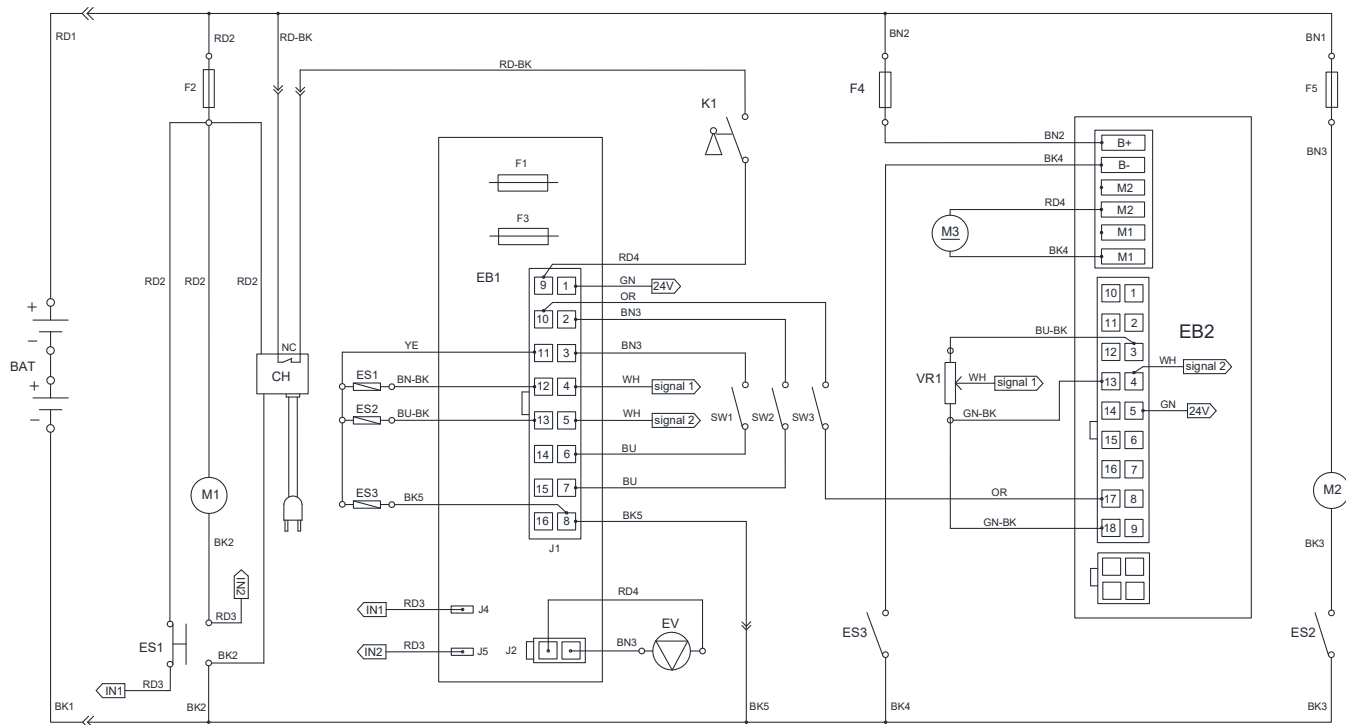 RD1
RD2
RD-BK
BN2
BN1
RD-BK
F2
K1
F4
F5
F1
BN2
B+
BK4
B-
BN3
M2
F3
RD4
M2
M3
M1
BK4
M1
RD4
EB1
RD2
RD2
RD2
9
1
GN
24V
10
1
OR
+
10
2
BN3
11
2
EB2
BU-BK
–
NC
YE
11
3
BN3
12
3
WH
signal 2
BAT
CH
ES1
BN-BK
12
4
WH
signal 1
VR1
WH
signal 1
13
4
+
ES2
BU-BK
13
5
WH
signal 2
SW1
SW2
SW3
GN-BK
14
5
GN
24V
–
14
6
BU
15
6
15
7
BU
16
7
M1
ES3
BK5
OR
17
8
M2
16
8
BK5
GN-BK
18
9
BK2
J1
BK3
IN2
RD3
IN1
RD3
J4
RD4
ES1
EV
ES3
ES2
BK2
IN2
RD3
J5
J2
BN3
IN1
RD3
BK1
BK2
BK5
BK4
BK3